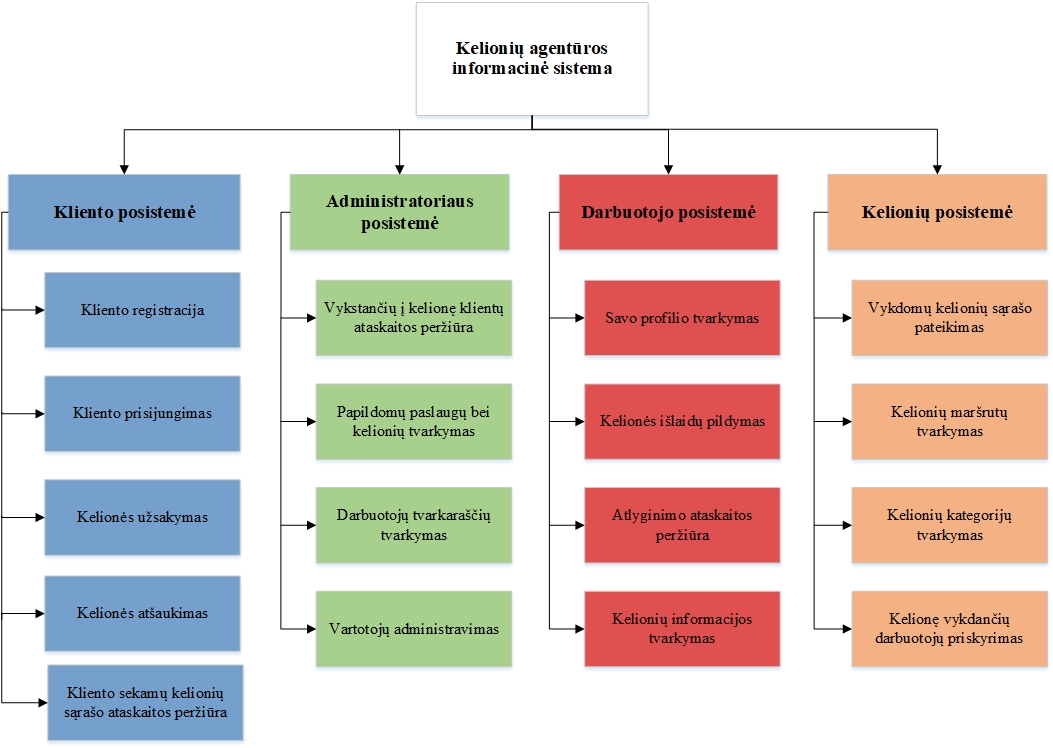 Kelionių agentūros
informacinė sistema
Kliento posistemė
Kliento registracija
Kliento prisijungimas
Kelionės užsakymas
Kelionės atšaukimas
Kliento sekamų kelionių
sąrašo ataskaitos peržiūra
Administratoriaus
posistemė
Vykstančių į kelionę klientų
ataskaitos peržiūra
Papildomų paslaugų bei
kelionių tvarkymas
Darbuotojų tvarkaraščių
tvarkymas
Vartotojų administravimas
Darbuotojo posistemė
Savo profilio tvarkymas
Kelionės išlaidų pildymas
Atlyginimo ataskaitos
peržiūra
Kelionių informacijos
tvarkymas
Kelionių posistemė
Vykdomų kelionių sąrašo
pateikimas
Kelionių maršrutų
tvarkymas
Kelionių kategorijų
tvarkymas
Kelionę vykdančių
darbuotojų priskyrimas